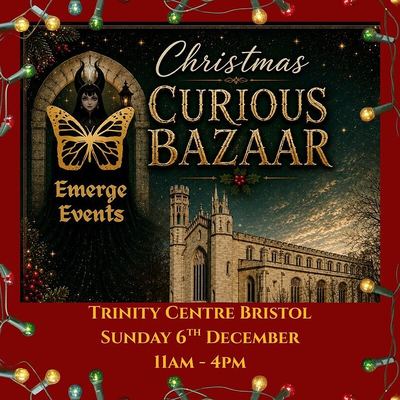 Christmas
CURIOUS
BAZAAR
Emerge
Events
TRINITY CENTRE BRISTOL
SUNDAY 6TH DECEMBER
11AM - 4PM